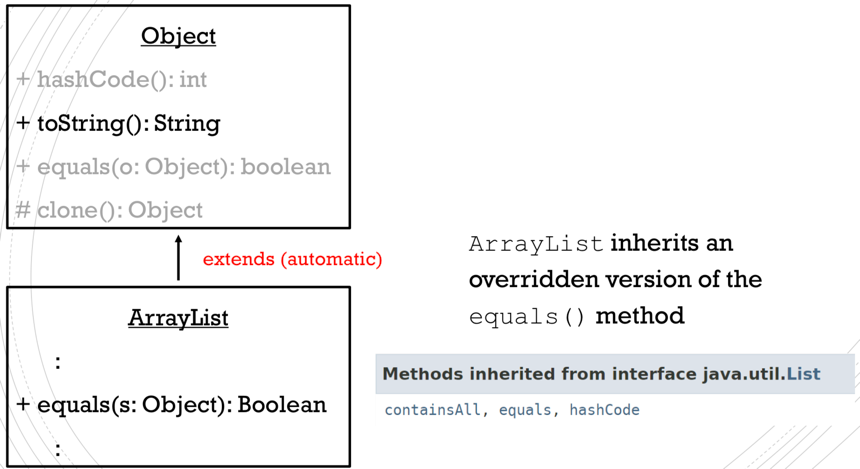 Object
+ hashCode(): int
+ toString(): String
+ equals(o: Object): boolean
# clone(): Object
extends (automatic)
ArrayList
:
+ equals(s: Object): Boolean
:
ArrayList inherits an
overridden version of the
equals() method
Methods inherited from interface java.util.List
containsAll, equals, hashCode